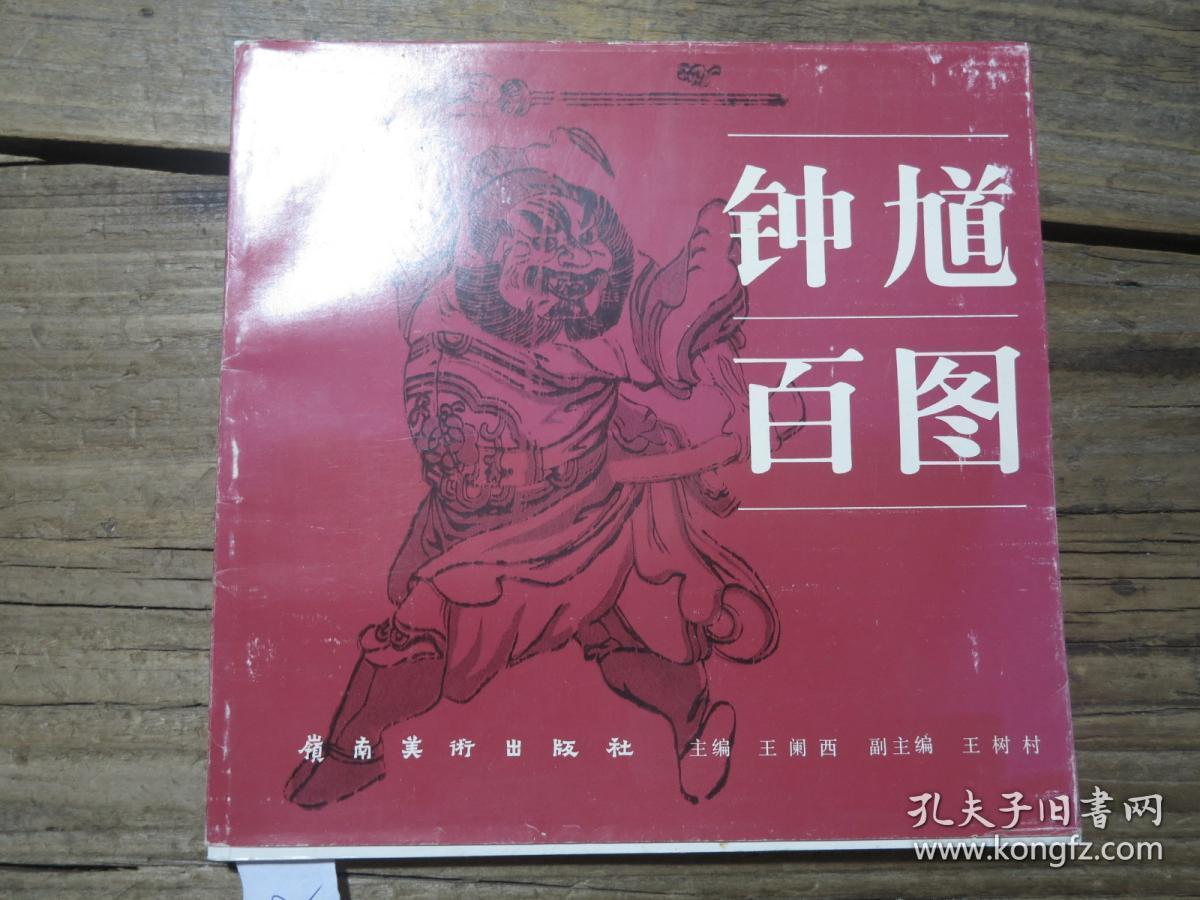 钟馗
百图
嶺南美術出版社 主编 王阑西 副主编 王树村
孔夫子旧书网
www.kongfz.com